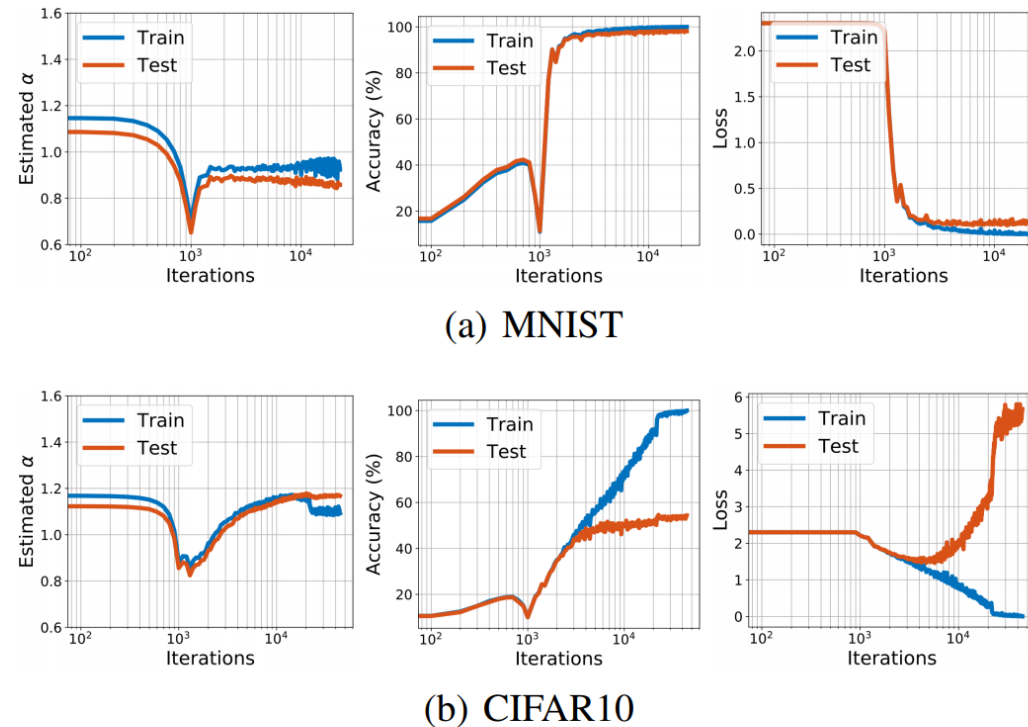 Estimated α
1.6
1.4
1.2
1.0
0.8
0.6
Train
Test
10²
10³
10⁴
Iterations
Accuracy (%)
100
80
60
40
20
Train
Test
10²
10³
10⁴
Iterations
Loss
2.0
1.5
1.0
0.5
0.0
Train
Test
10²
10³
10⁴
Iterations
(a) MNIST
Estimated α
1.6
1.4
1.2
1.0
0.8
0.6
Train
Test
10²
10³
10⁴
Iterations
Accuracy (%)
100
80
60
40
20
Train
Test
10²
10³
10⁴
Iterations
Loss
6
5
4
3
2
1
0
Train
Test
10²
10³
10⁴
Iterations
(b) CIFAR10